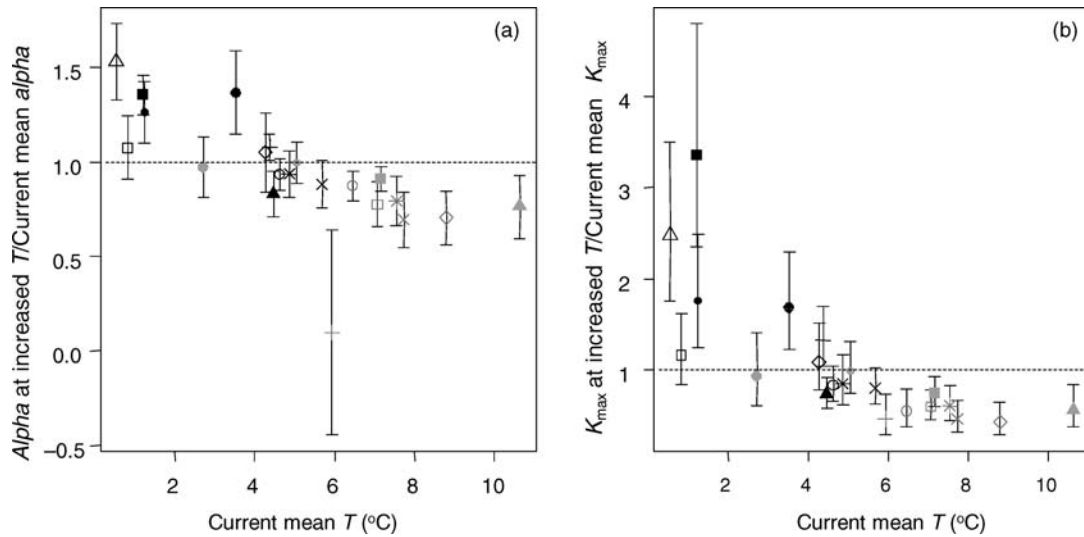 (a)
Alpha at increased T/Current mean alpha
1.5
1.0
0.5
0.0
−0.5
2 4 6 8 10
Current mean T (°C)
(b)
Kmax at increased T/Current mean Kmax
4
3
2
1
2 4 6 8 10
Current mean T (°C)